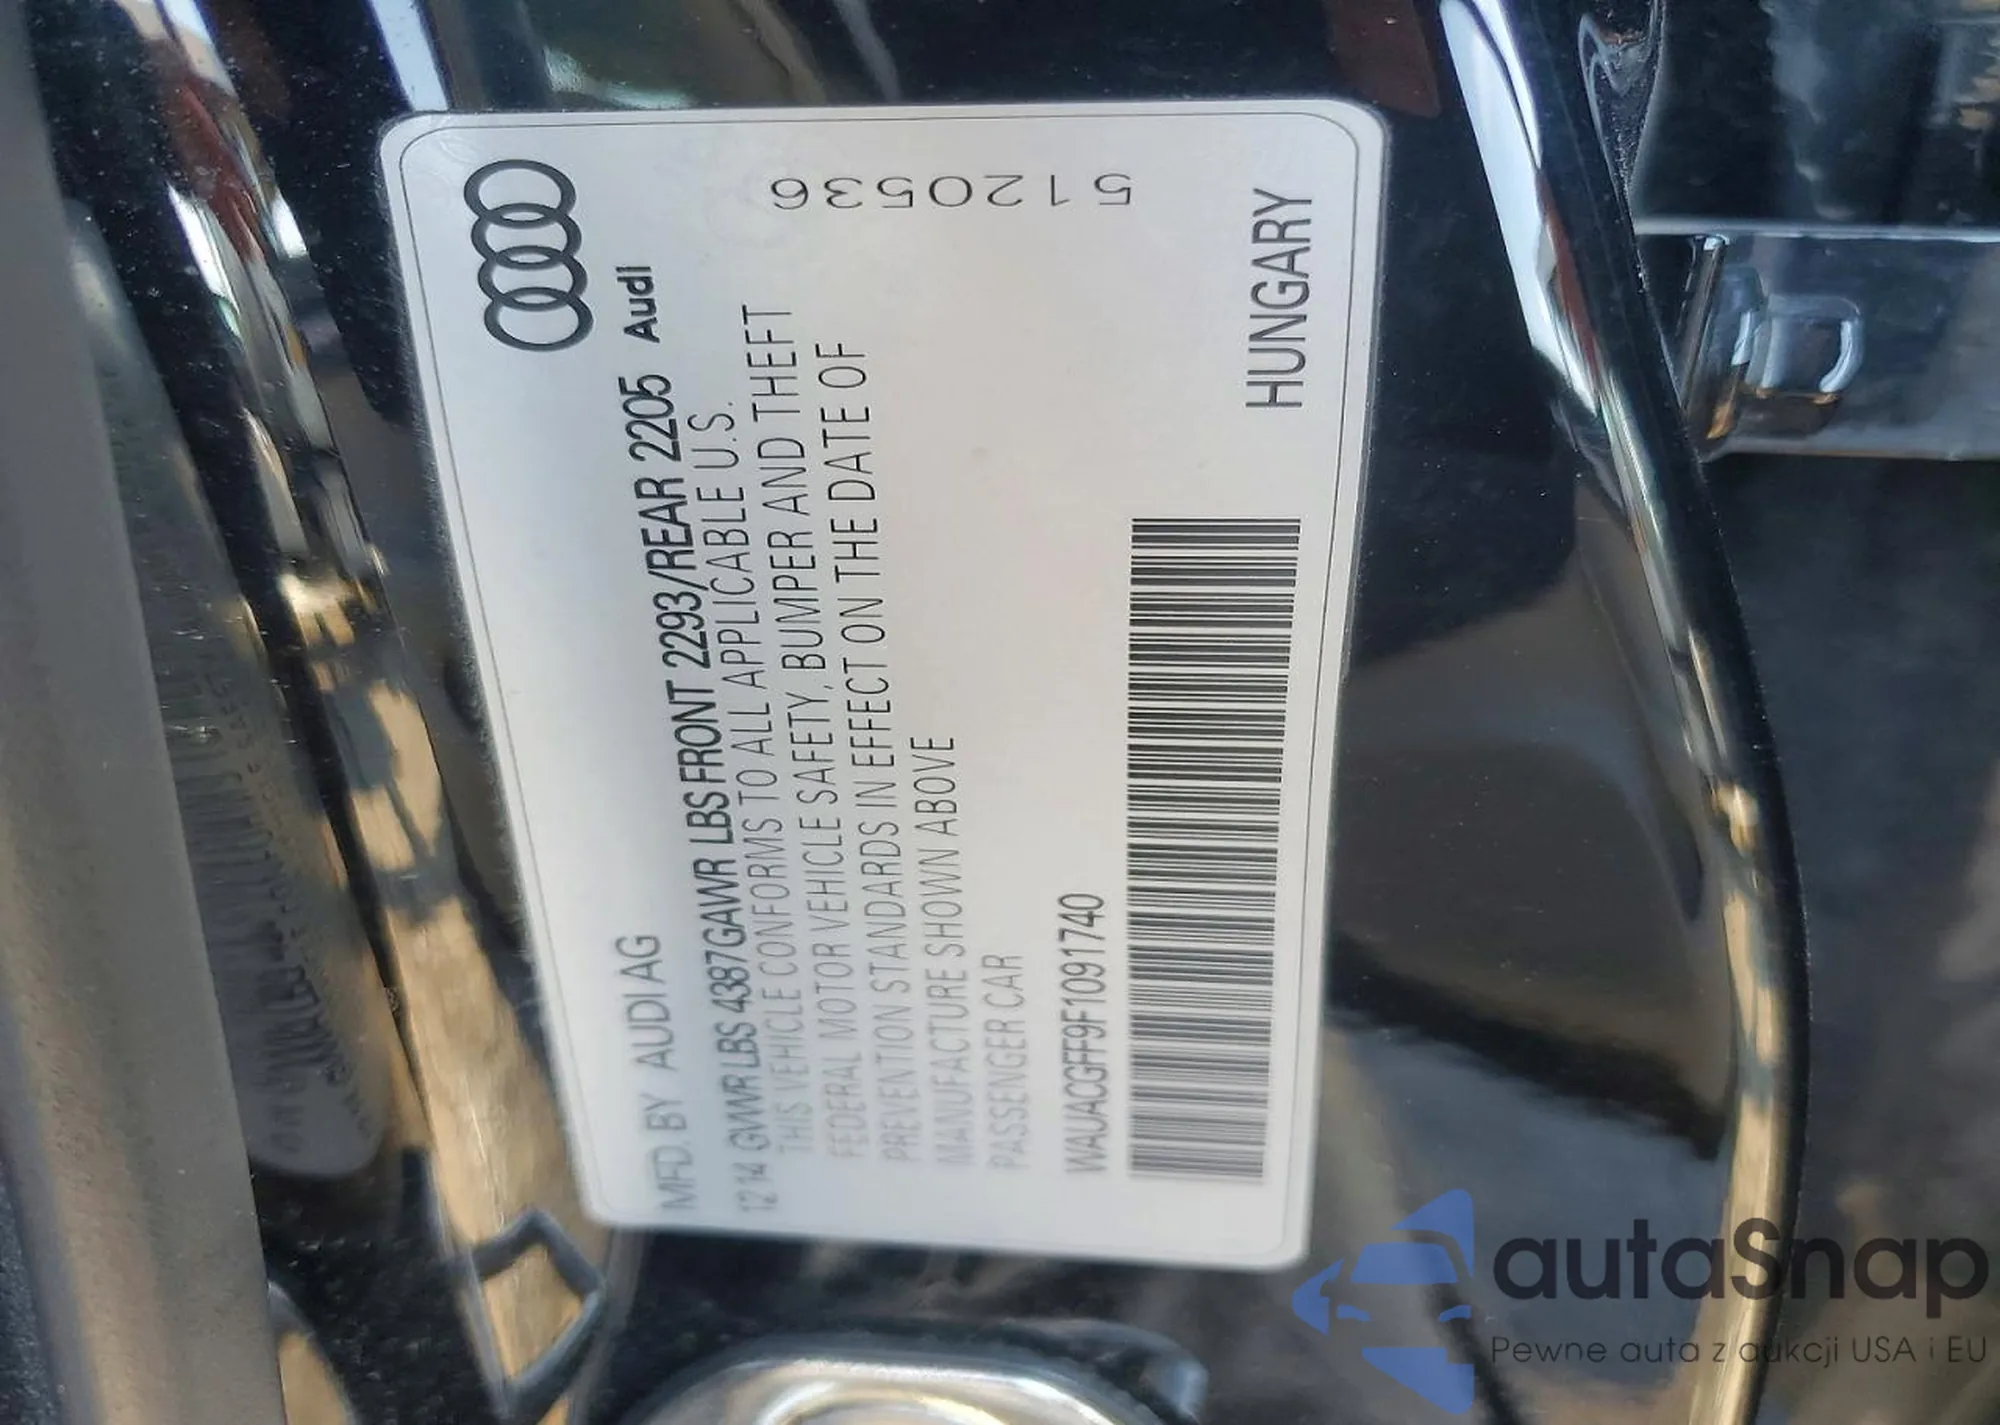 MFD. BY AUDI AG
Audi
12 14 GVWR LBS 4387 GAWR LBS FRONT 2293/REAR 2205
THIS VEHICLE CONFORMS TO ALL APPLICABLE U.S.
FEDERAL MOTOR VEHICLE SAFETY, BUMPER AND THEFT
PREVENTION STANDARDS IN EFFECT ON THE DATE OF
MANUFACTURE SHOWN ABOVE
PASSENGER CAR
5120536
WAUACGFF9F1091740
HUNGARY
autaSnap
Pewne auta z aukcji USA i EU